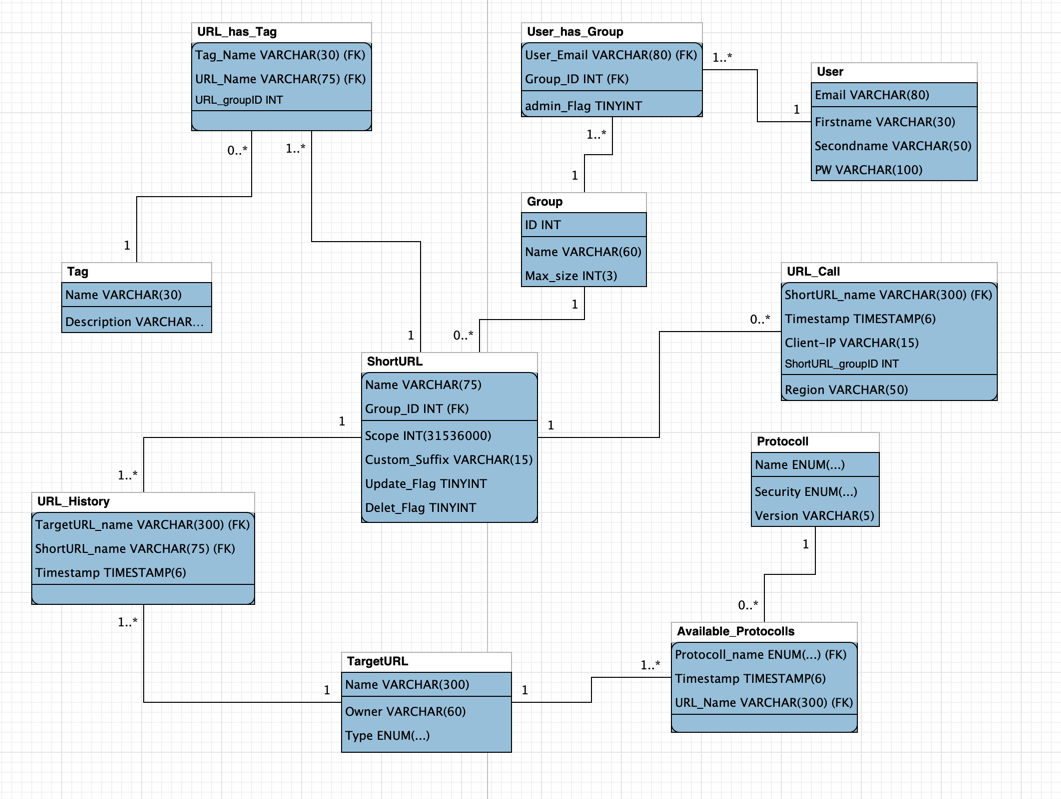 URL_has_Tag
Tag_Name VARCHAR(30) (FK)
URL_Name VARCHAR(75) (FK)
URL_groupID INT
0..*
1..*
User_has_Group
User_Email VARCHAR(80) (FK)
Group_ID INT (FK)
admin_Flag TINYINT
1..*
1
1..*
1
User
Email VARCHAR(80)
Firstname VARCHAR(30)
Secondname VARCHAR(50)
PW VARCHAR(100)
Group
ID INT
Name VARCHAR(60)
Max_size INT(3)
1
0..*
1
Tag
Name VARCHAR(30)
Description VARCHAR...
1
URL_Call
ShortURL_name VARCHAR(300) (FK)
Timestamp TIMESTAMP(6)
Client-IP VARCHAR(15)
ShortURL_groupID INT
Region VARCHAR(50)
0..*
ShortURL
Name VARCHAR(75)
Group_ID INT (FK)
Scope INT(31536000)
Custom_Suffix VARCHAR(15)
Update_Flag TINYINT
Delet_Flag TINYINT
1
1
1..*
Protocoll
Name ENUM(...)
Security ENUM(...)
Version VARCHAR(5)
1
0..*
URL_History
TargetURL_name VARCHAR(300) (FK)
ShortURL_name VARCHAR(75) (FK)
Timestamp TIMESTAMP(6)
1..*
1
TargetURL
Name VARCHAR(300)
Owner VARCHAR(60)
Type ENUM(...)
1
1..*
Available_Protocolls
Protocoll_name ENUM(...) (FK)
Timestamp TIMESTAMP(6)
URL_Name VARCHAR(300) (FK)